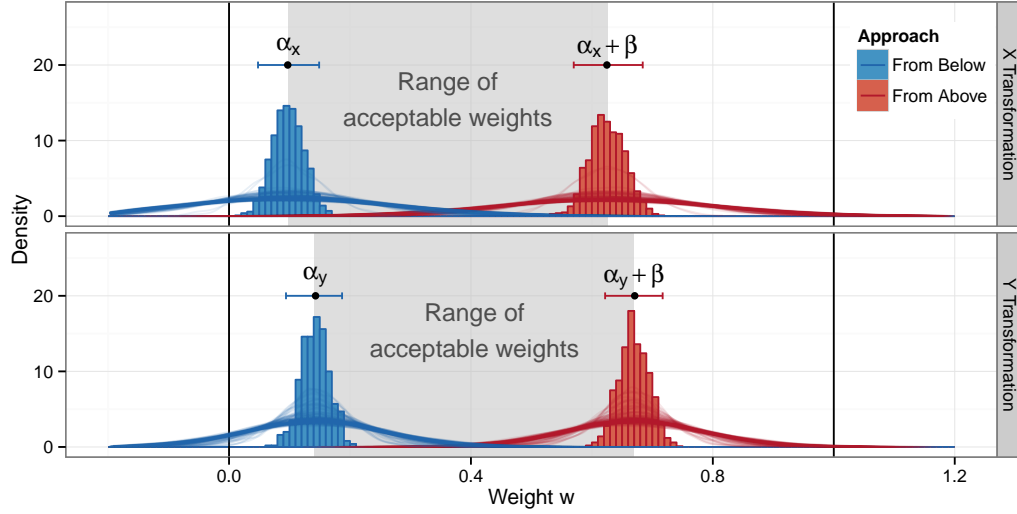 αx
αx + β
Range of
acceptable weights
Approach
From Below
From Above
X Transformation
20
10
0
αy
αy + β
Range of
acceptable weights
Y Transformation
20
10
0
Density
0.0
0.4
0.8
1.2
Weight w